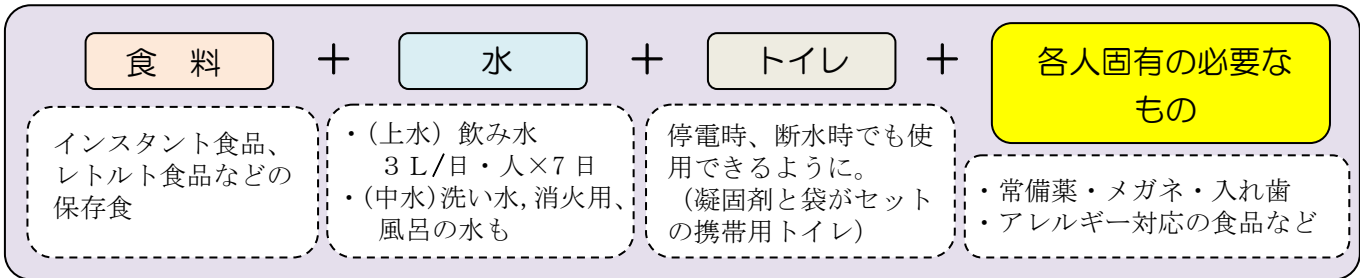 食　料
＋
水
＋
トイレ
＋
各人固有の必要な
もの
インスタント食品、
レトルト食品などの
保存食
・(上水）飲み水
３Ｌ/日・人×７日
・(中水)洗い水,消火用、
風呂の水も
停電時、断水時でも使
用できるように。
（凝固剤と袋がセット
の携帯用トイレ）
・常備薬・メガネ・入れ歯
・アレルギー対応の食品など